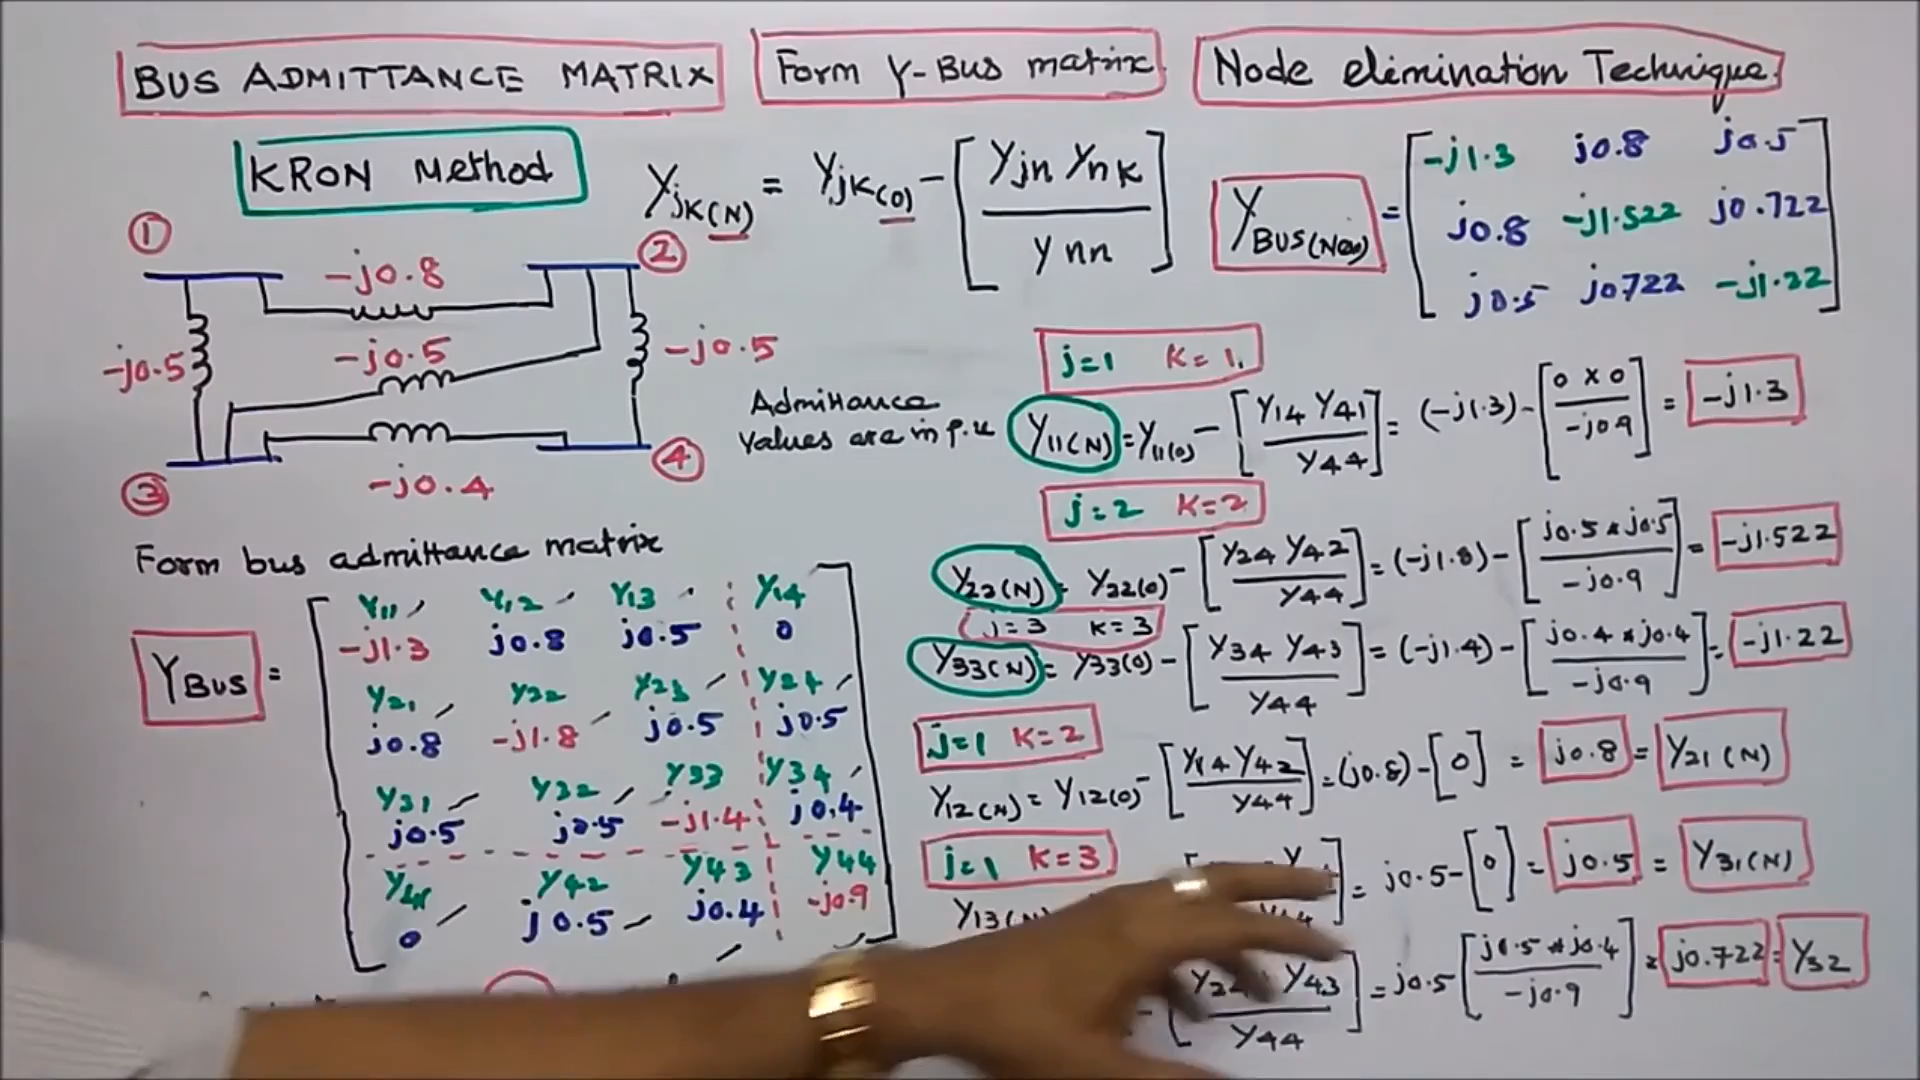 BUS ADMITTANCE MATRIX
Form Y-Bus matrix.
Node elimination Technique.
KRON Method
Yjk(N) = Yjk(0) - [Yjn Ynk / Ynn]
YBUS(New) =
-j1.3 j0.8 j0.5
j0.8 -j1.522 j0.722
j0.5 j0722 -j1.22
1
2
-j0.8
-j0.5
-j0.5
-j0.5
3
4
-j0.4
Admittance
values are in p.u
Form bus admittance matrix
YBUS =
Y11 Y12 Y13 Y14
-j1.3 j0.8 j0.5 0
Y21 Y22 Y23 Y24
j0.8 -j1.8 j0.5 j0.5
Y31 Y32 Y33 Y34
j0.5 j0.5 -j1.4 j0.4
Y41 Y42 Y43 Y44
0 j0.5 j0.4 -j0.9
j=1 K=1.
Y11(N) = Y11(0) - [Y14 Y41 / Y44] = (-j1.3) - [0 x 0 / -j0.9] = -j1.3
j=2 K=2
Y22(N) = Y22(0) - [Y24 Y42 / Y44] = (-j1.8) - [j0.5 * j0.5 / -j0.9] = -j1.522
j=3 K=3
Y33(N) = Y33(0) - [Y34 Y43 / Y44] = (-j1.4) - [j0.4 * j0.4 / -j0.9] = -j1.22
j=1 K=2
Y12(N) = Y12(0) - [Y14 Y42 / Y44] = (j0.8) - [0] = j0.8 = Y21(N)
j=1 K=3
Y13(N) = j0.5 - [0] = j0.5 = Y31(N)
Y43 / Y44] = j0.5 [j0.5 * j0.4 / -j0.9] = j0.722 = Y32